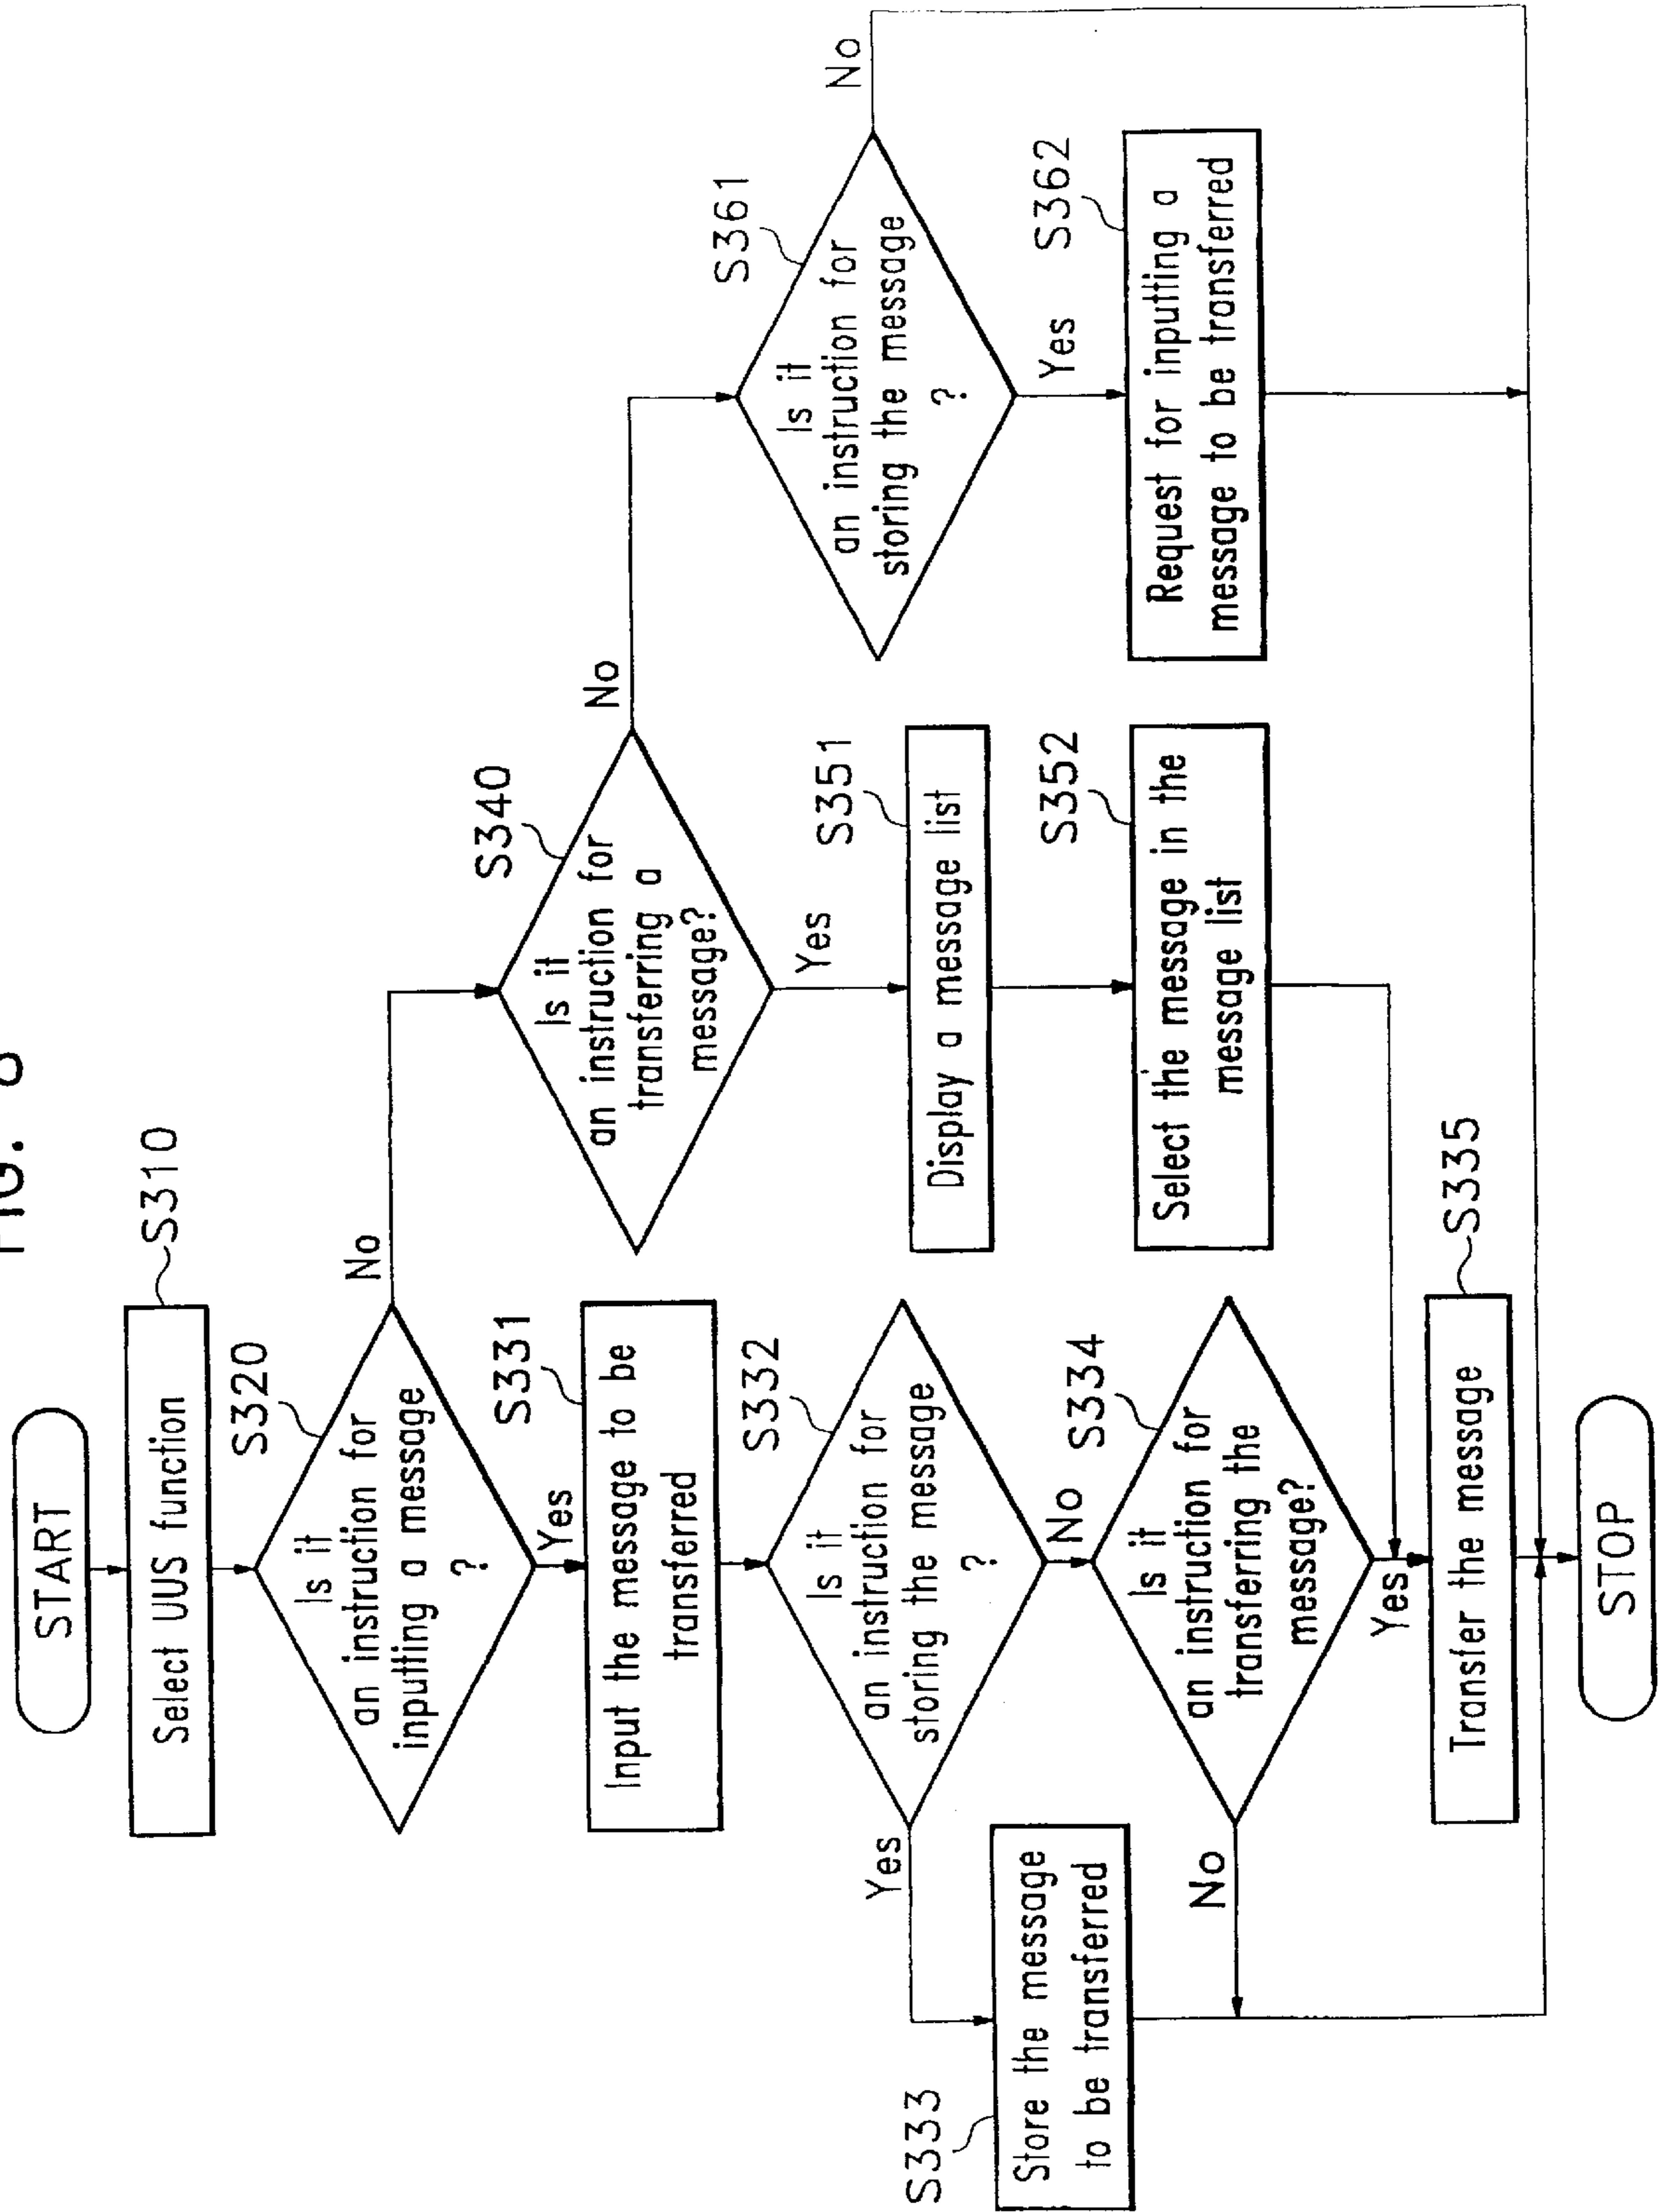 START
Select UUS function
S310
Is it
an instruction for
inputting a message
?
S320
No
Yes
Input the message to be
transferred
S331
Is it
an instruction for
storing the message
?
S332
Yes
No
Store the message
to be transferred
S333
Is it
an instruction for
transferring the
message?
S334
No
Yes
Transfer the message
S335
STOP
Is it
an instruction for
transferring a
message?
S340
No
Yes
Display a message list
S351
Select the message in the
message list
S352
Is it
an instruction for
storing the message
?
S361
No
Yes
Request for inputting a
message to be transferred
S362